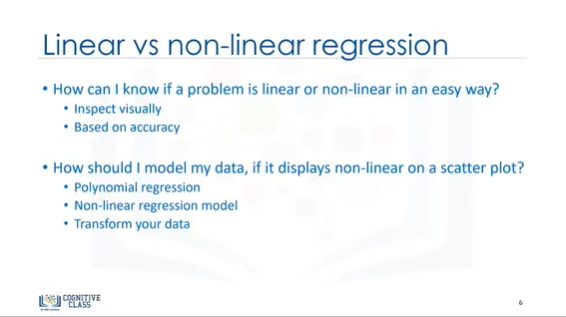 Linear vs non-linear regression
• How can I know if a problem is linear or non-linear in an easy way?
• Inspect visually
• Based on accuracy
• How should I model my data, if it displays non-linear on a scatter plot?
• Polynomial regression
• Non-linear regression model
• Transform your data
COGNITIVE
CLASS
6